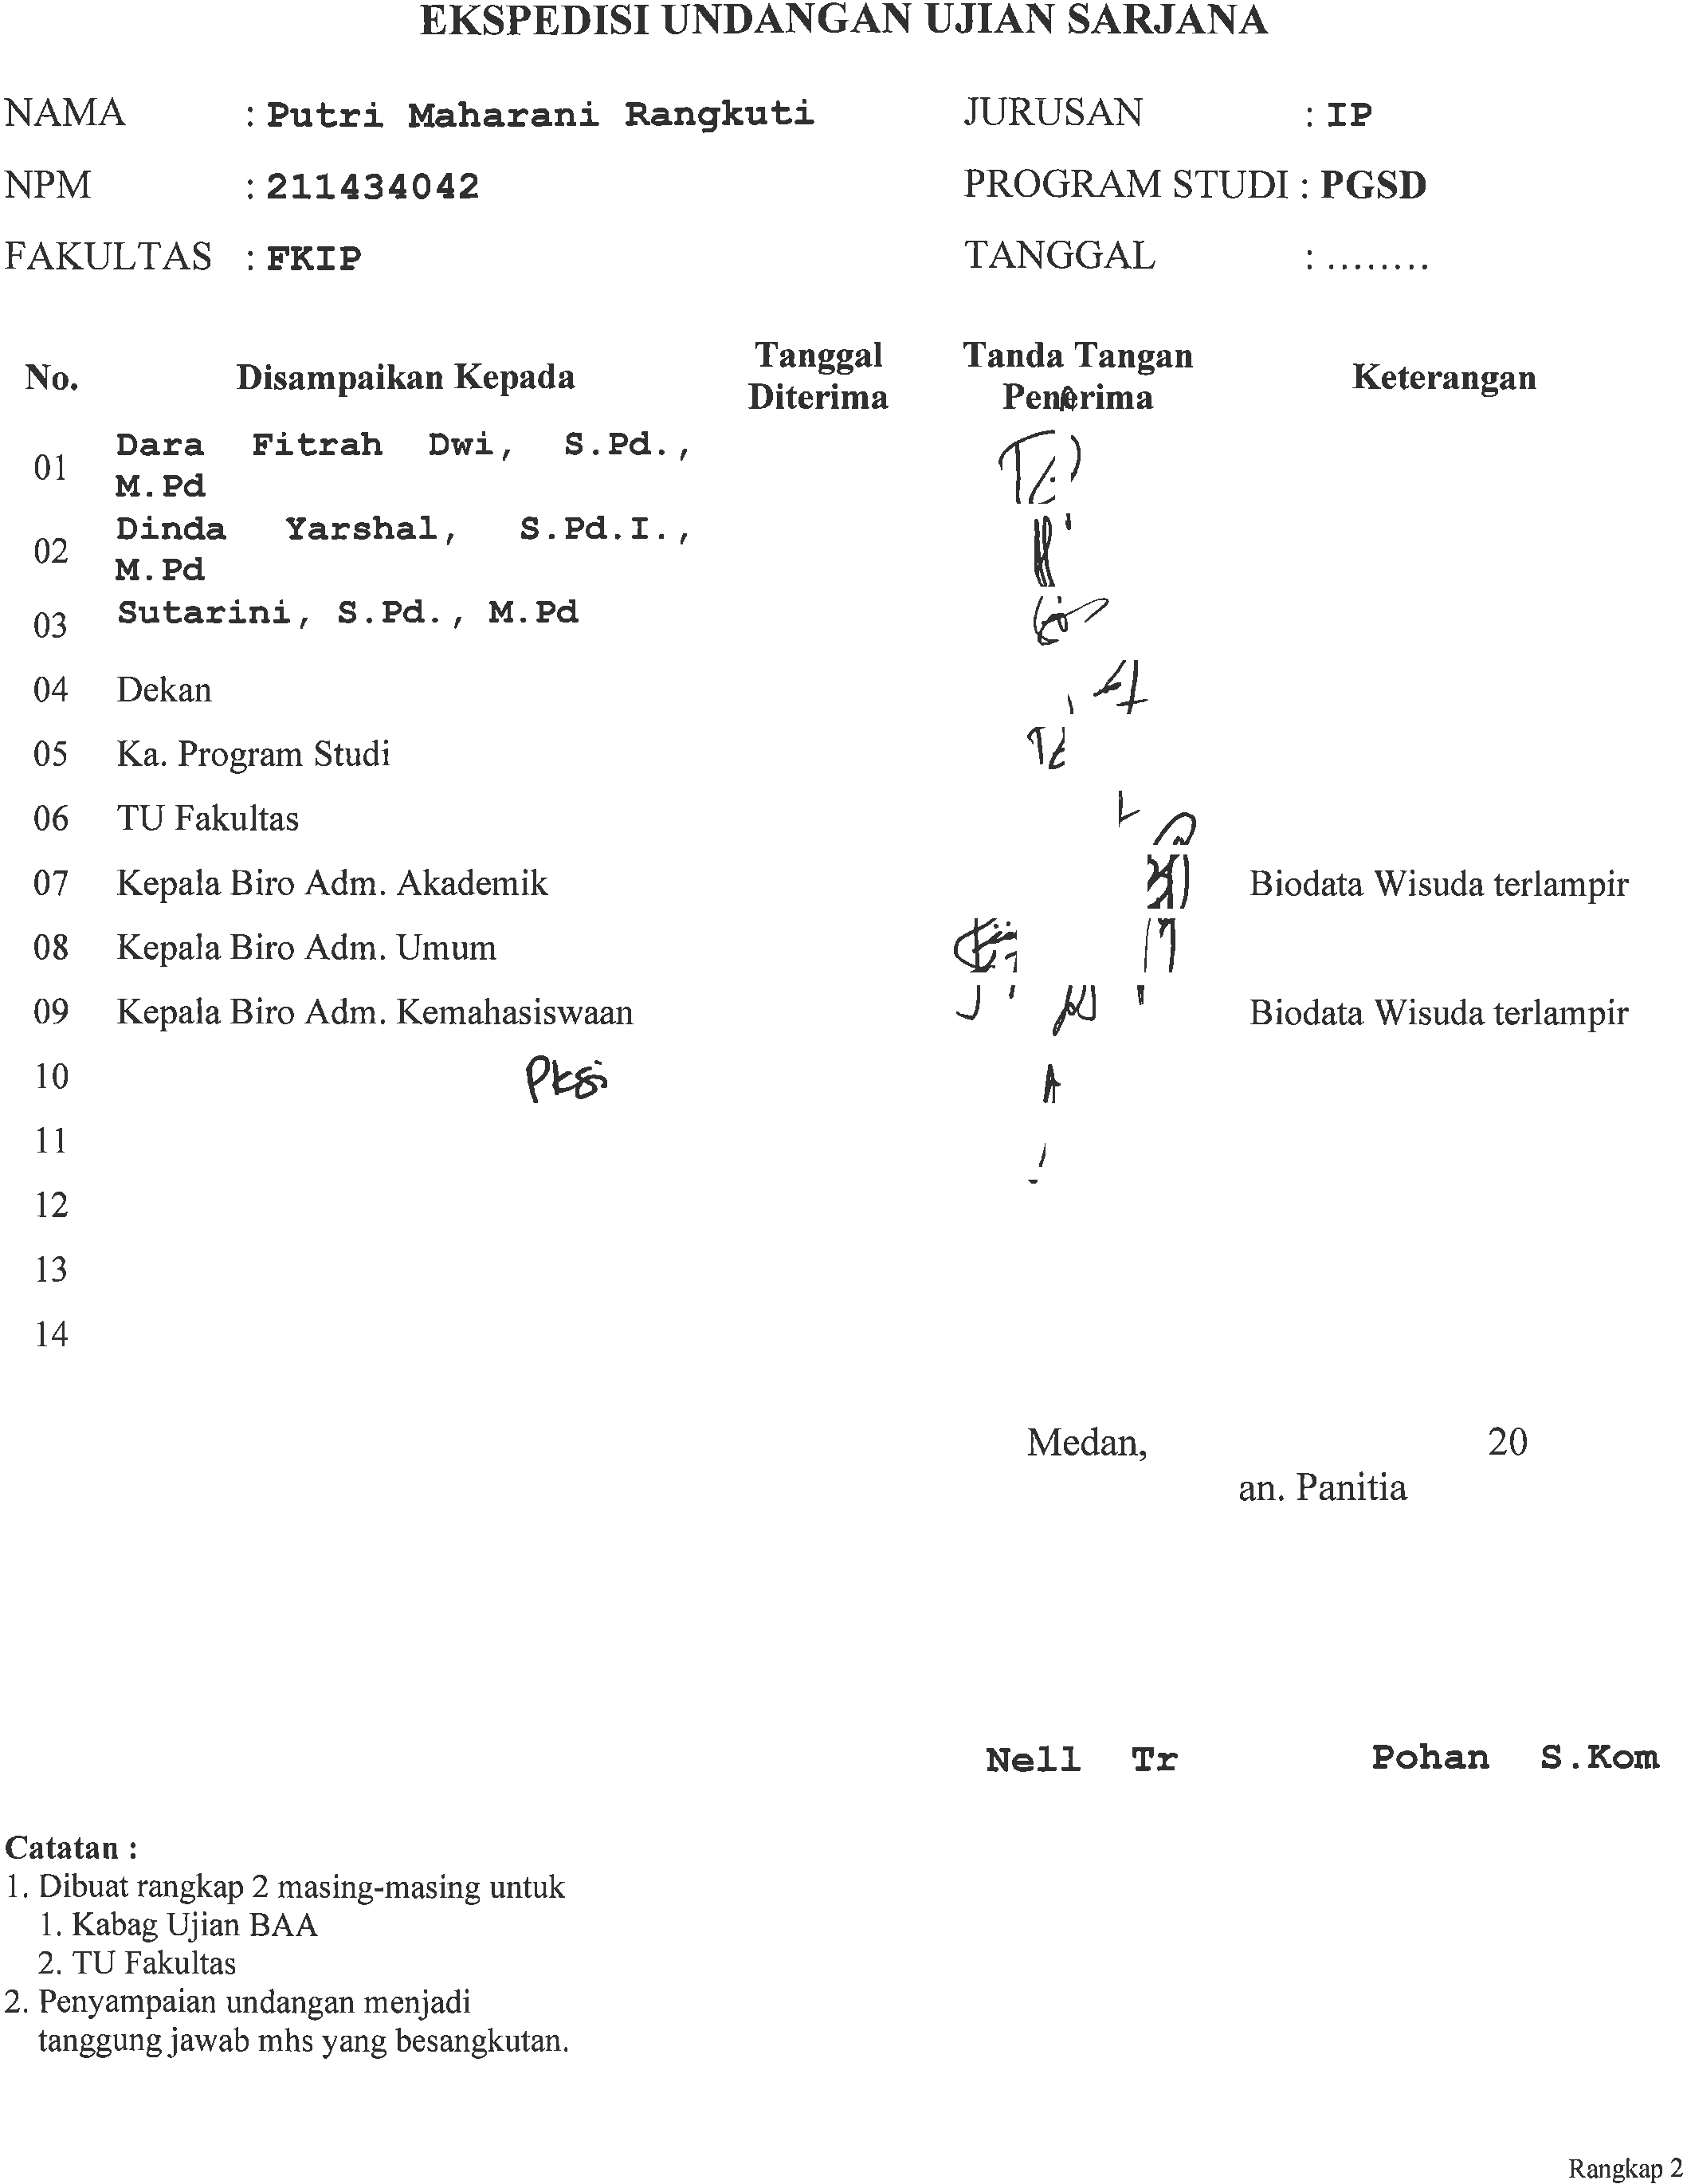 EKSPEDISI UNDANGAN UJIAN SARJANA
NAMA : Putri Maharani Rangkuti JURUSAN : IP
NPM : 211434042 PROGRAM STUDI : PGSD
FAKULTAS : FKIP TANGGAL : ........
No. Disampaikan Kepada Tanggal Diterima Tanda Tangan Penerima Keterangan
01 Dara Fitrah Dwi, S.Pd.,
M.Pd
02 Dinda Yarshal, S.Pd.I.,
M.Pd
03 Sutarini, S.Pd., M.Pd
04 Dekan
05 Ka. Program Studi
06 TU Fakultas
07 Kepala Biro Adm. Akademik Biodata Wisuda terlampir
08 Kepala Biro Adm. Umum
09 Kepala Biro Adm. Kemahasiswaan Biodata Wisuda terlampir
10
11
12
13
14
Medan, 20
an. Panitia
Nell Tr Pohan S.Kom
Catatan :
1. Dibuat rangkap 2 masing-masing untuk
1. Kabag Ujian BAA
2. TU Fakultas
2. Penyampaian undangan menjadi
tanggung jawab mhs yang besangkutan.
Rangkap 2